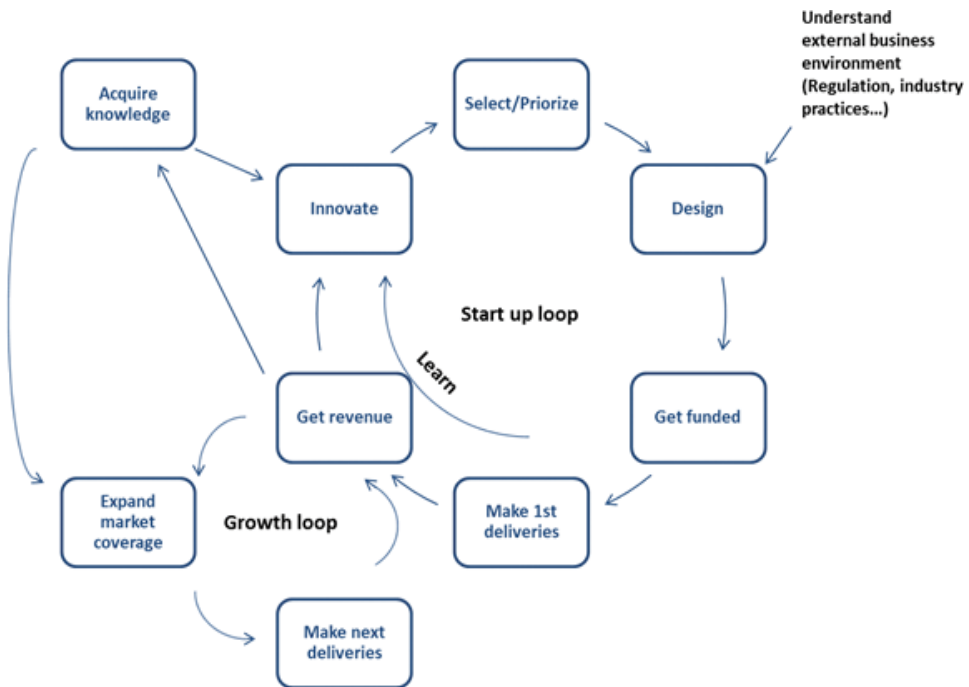 Understand
external business
environment
(Regulation, industry
practices...)
Acquire
knowledge
Select/Priorize
Innovate
Design
Start up loop
Learn
Get revenue
Get funded
Expand
market
coverage
Growth loop
Make 1st
deliveries
Make next
deliveries